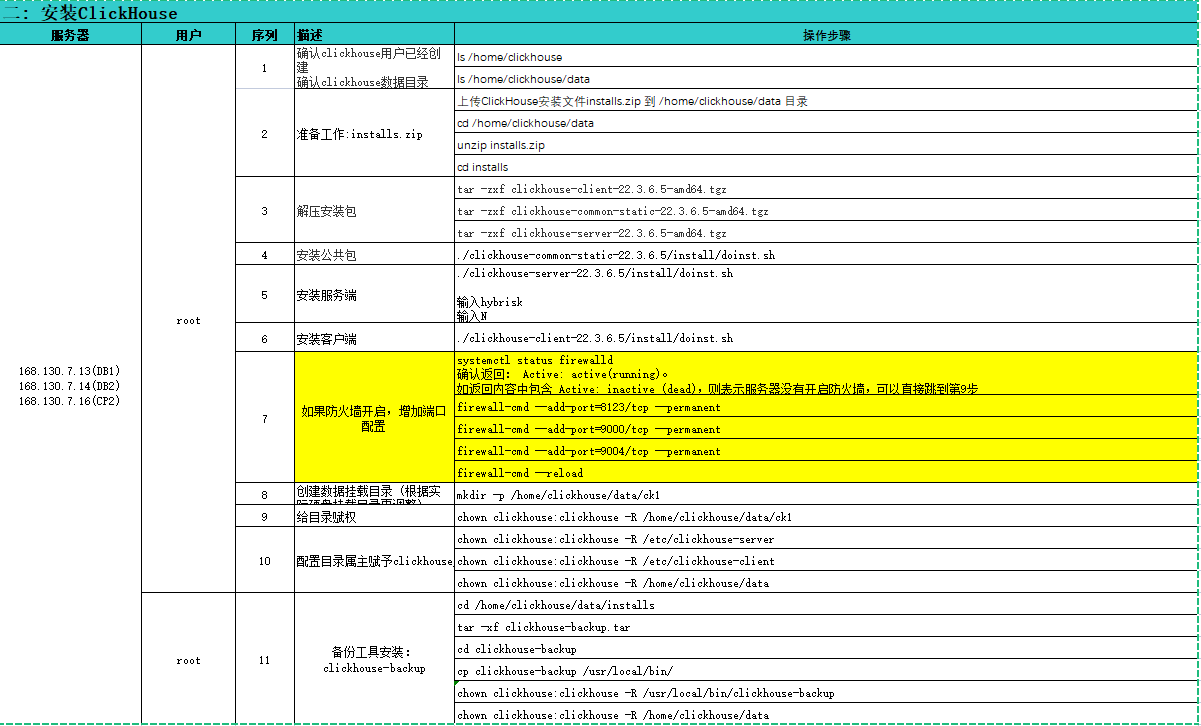 二: 安装ClickHouse
服务器 用户 序列 描述 操作步骤
168.130.7.13(DB1)
168.130.7.14(DB2)
168.130.7.16(CP2)
root
1
确认clickhouse用户已经创
建
确认clickhouse数据目录
ls /home/clickhouse
ls /home/clickhouse/data
2
准备工作:installs.zip
上传ClickHouse安装文件installs.zip 到 /home/clickhouse/data 目录
cd /home/clickhouse/data
unzip installs.zip
cd installs
3
解压安装包
tar -zxf clickhouse-client-22.3.6.5-amd64.tgz
tar -zxf clickhouse-common-static-22.3.6.5-amd64.tgz
tar -zxf clickhouse-server-22.3.6.5-amd64.tgz
4
安装公共包
./clickhouse-common-static-22.3.6.5/install/doinst.sh
5
安装服务端
./clickhouse-server-22.3.6.5/install/doinst.sh
输入hybrisk
输入N
6
安装客户端
./clickhouse-client-22.3.6.5/install/doinst.sh
7
如果防火墙开启，增加端口
配置
systemctl status firewalld
确认返回： Active: active(running)。
如返回内容中包含 Active: inactive (dead)，则表示服务器没有开启防火墙，可以直接跳到第9步
firewall-cmd --add-port=8123/tcp --permanent
firewall-cmd --add-port=9000/tcp --permanent
firewall-cmd --add-port=9004/tcp --permanent
firewall-cmd --reload
8
创建数据挂载目录（根据实
mkdir -p /home/clickhouse/data/ck1
9
给目录赋权
chown clickhouse:clickhouse -R /home/clickhouse/data/ck1
10
配置目录属主赋予clickhouse
chown clickhouse:clickhouse -R /etc/clickhouse-server
chown clickhouse:clickhouse -R /etc/clickhouse-client
chown clickhouse:clickhouse -R /home/clickhouse/data
root
11
备份工具安装：
clickhouse-backup
cd /home/clickhouse/data/installs
tar -xf clickhouse-backup.tar
cd clickhouse-backup
cp clickhouse-backup /usr/local/bin/
chown clickhouse:clickhouse -R /usr/local/bin/clickhouse-backup
chown clickhouse:clickhouse -R /home/clickhouse/data